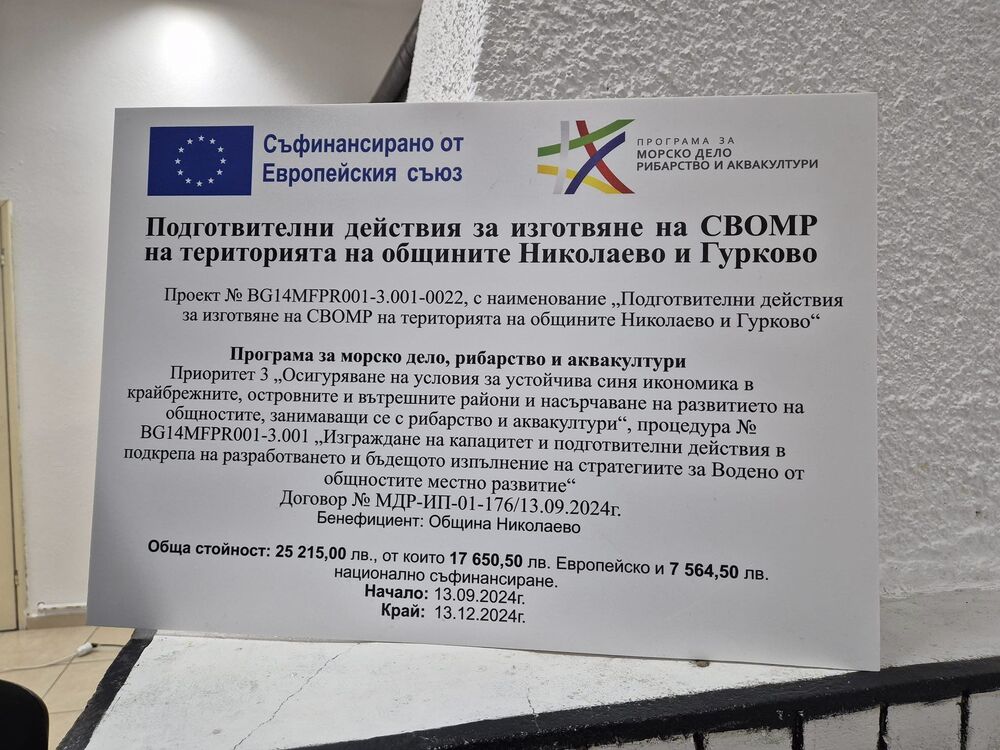 Съфинансирано от
Европейския съюз
ПРОГРАМА ЗА
МОРСКО ДЕЛО
РИБАРСТВО И АКВАКУЛТУРИ
Подготвителни действия за изготвяне на СВОМР
на територията на общините Николаево и Гурково
Проект № BG14MFPR001-3.001-0022, с наименование „Подготвителни действия
за изготвяне на СВОМР на територията на общините Николаево и Гурково“
Програма за морско дело, рибарство и аквакултури
Приоритет 3 „Осигуряване на условия за устойчива синя икономика в
крайбрежните, островните и вътрешните райони и насърчаване на развитието на
общностите, занимаващи се с рибарство и аквакултури“, процедура №
BG14MFPR001-3.001 „Изграждане на капацитет и подготвителни действия в
подкрепа на разработването и бъдещото изпълнение на стратегиите за Водено от
общностите местно развитие“
Договор № МДР-ИП-01-176/13.09.2024г.
Бенефициент: Община Николаево
Обща стойност: 25 215,00 лв., от които 17 650,50 лв. Европейско и 7 564,50 лв.
национално съфинансиране.
Начало: 13.09.2024г.
Край: 13.12.2024г.